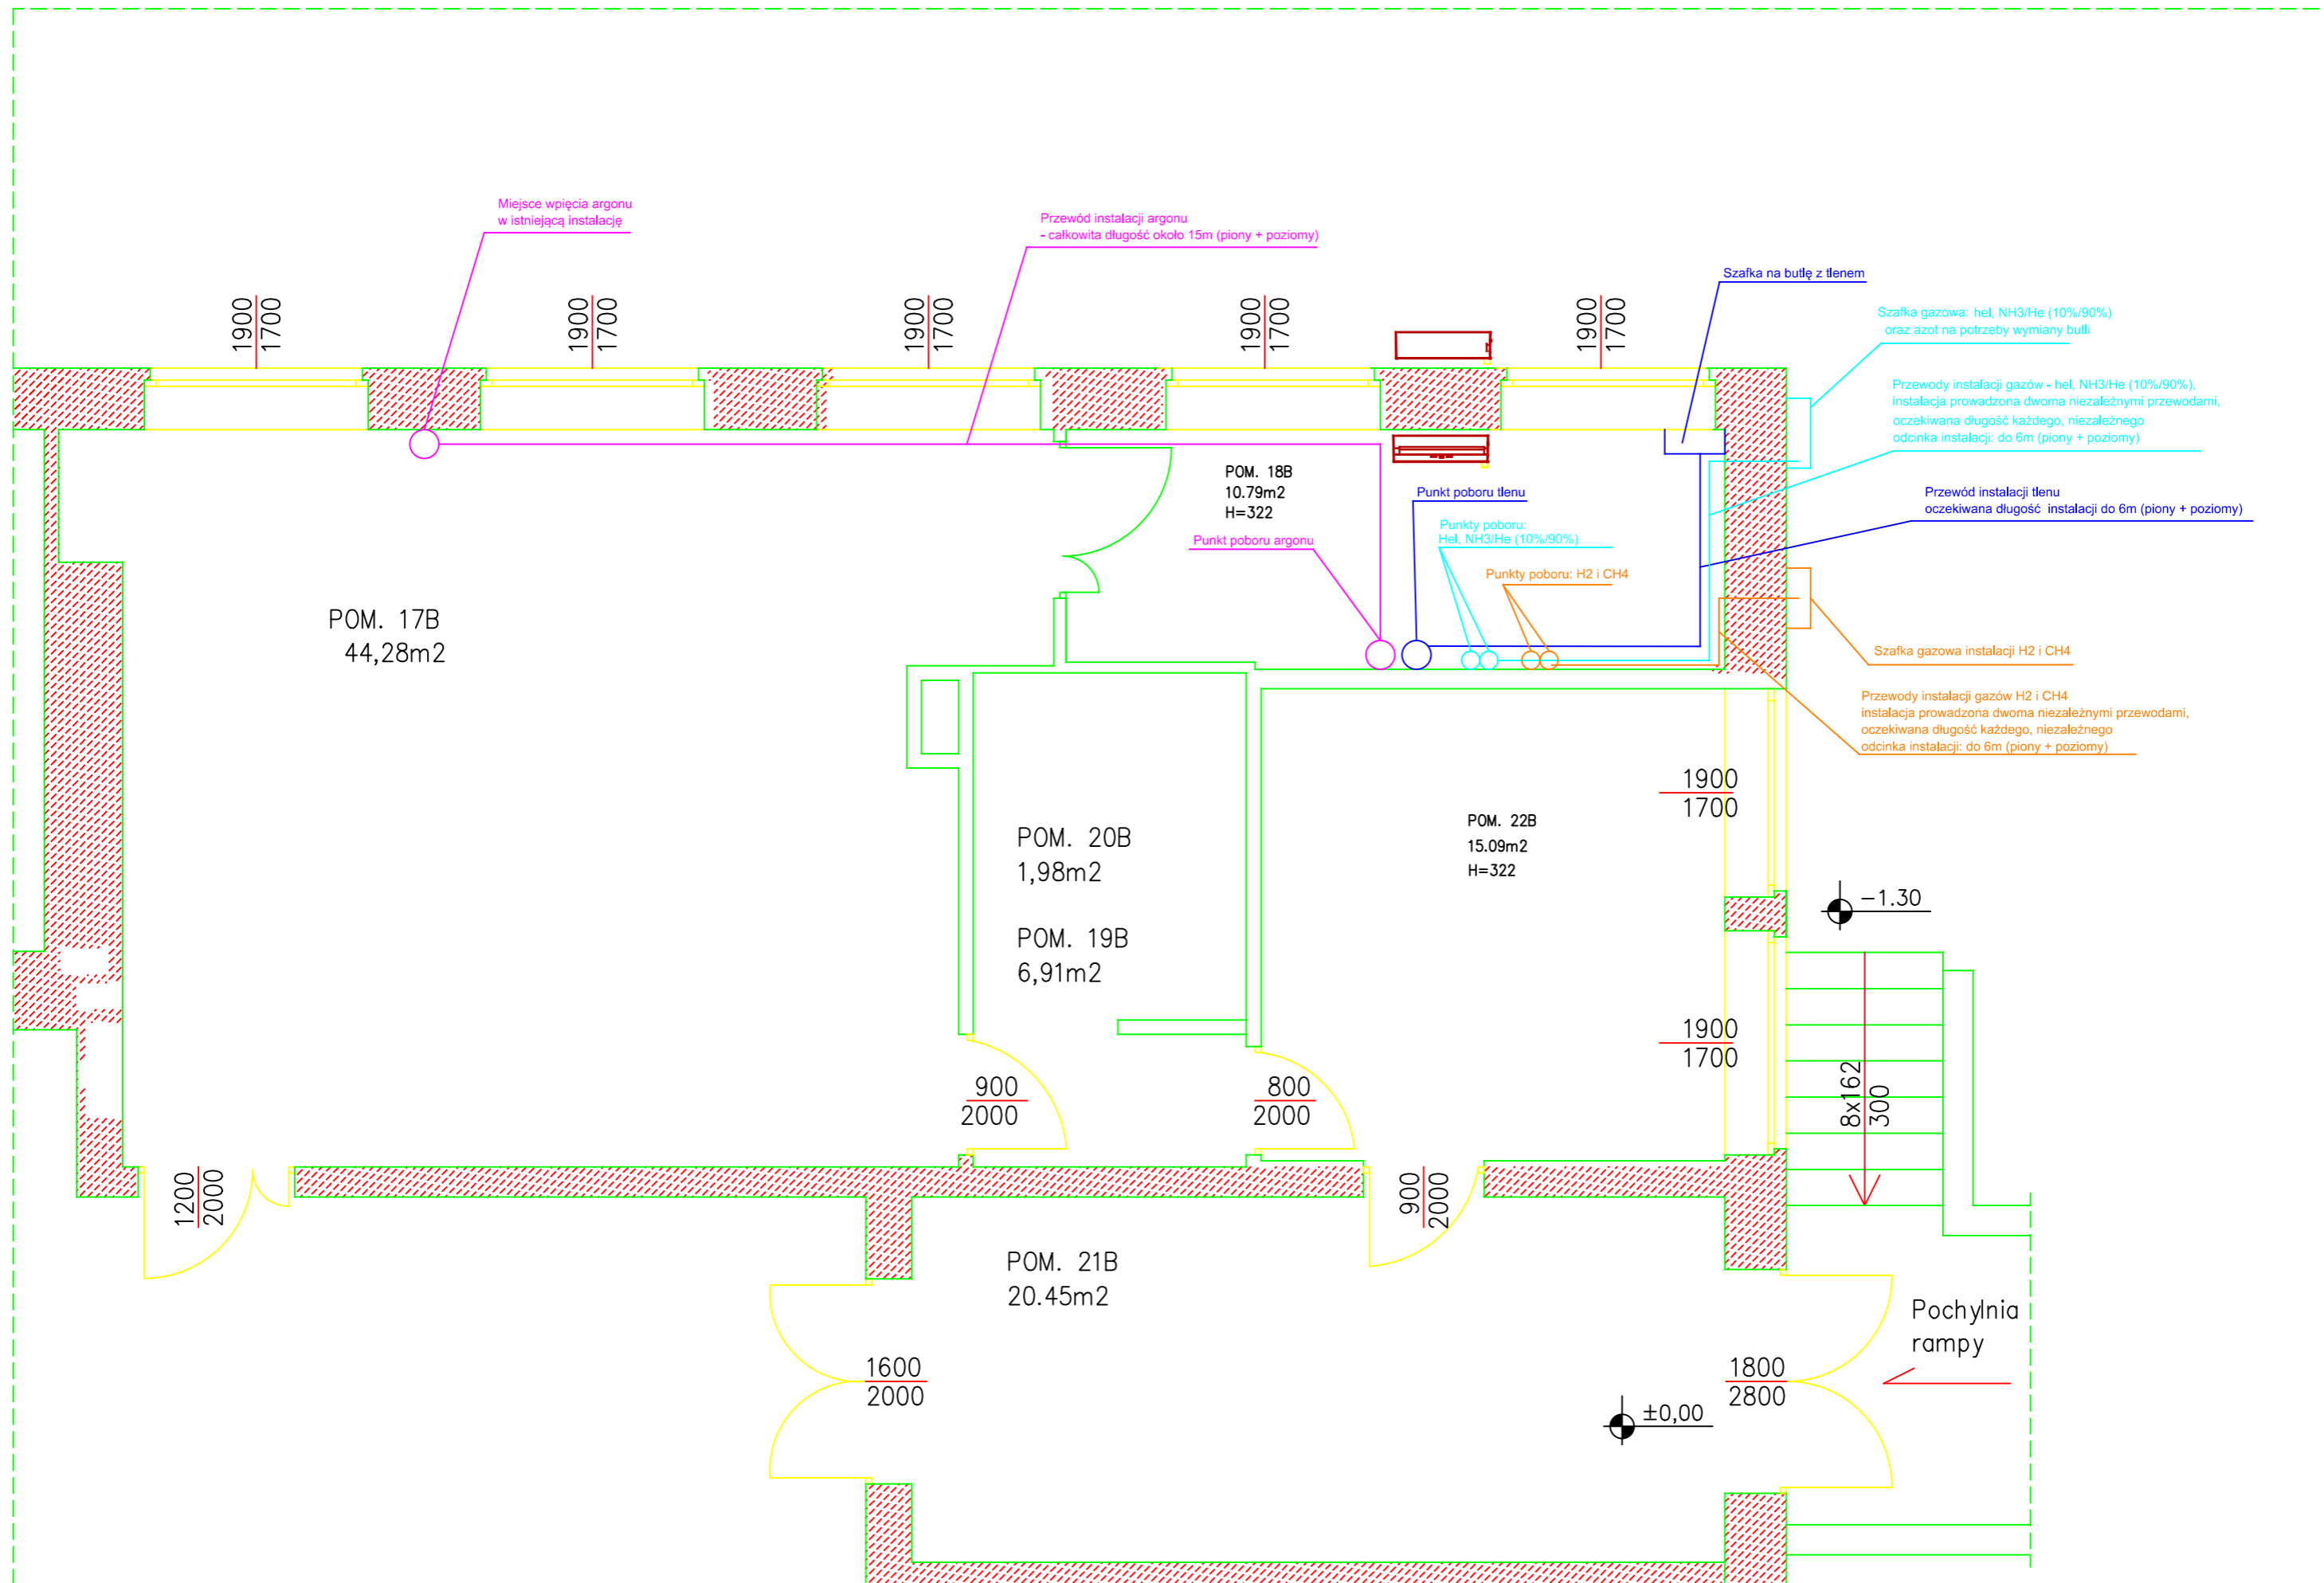 Miejsce wpięcia argonu
w istniejącą instalację
Przewód instalacji argonu
- całkowita długość około 15m (piony + poziomy)
Szafka na butlę z tlenem
Szafka gazowa: hel, NH3/He (10%/90%)
oraz azot na potrzeby wymiany butli
1900
1700
1900
1700
1900
1700
1900
1700
1900
1700
Przewody instalacji gazów - hel, NH3/He (10%/90%),
instalacja prowadzona dwoma niezależnymi przewodami,
oczekiwana długość każdego, niezależnego
odcinka instalacji: do 6m (piony + poziomy)
POM. 18B
10.79m2
H=322
Punkt poboru tlenu
Przewód instalacji tlenu
oczekiwana długość instalacji do 6m (piony + poziomy)
Punkt poboru argonu
Punkty poboru:
Hel, NH3/He (10%/90%)
Punkty poboru: H2 i CH4
POM. 17B
44,28m2
Szafka gazowa instalacji H2 i CH4
Przewody instalacji gazów H2 i CH4
instalacja prowadzona dwoma niezależnymi przewodami,
oczekiwana długość każdego, niezależnego
odcinka instalacji: do 6m (piony + poziomy)
1900
1700
POM. 20B
1,98m2
POM. 19B
6,91m2
POM. 22B
15.09m2
H=322
-1.30
1900
1700
8x162
300
900
2000
800
2000
1200
2000
900
2000
POM. 21B
20.45m2
Pochylnia
rampy
1600
2000
1800
2800
±0,00